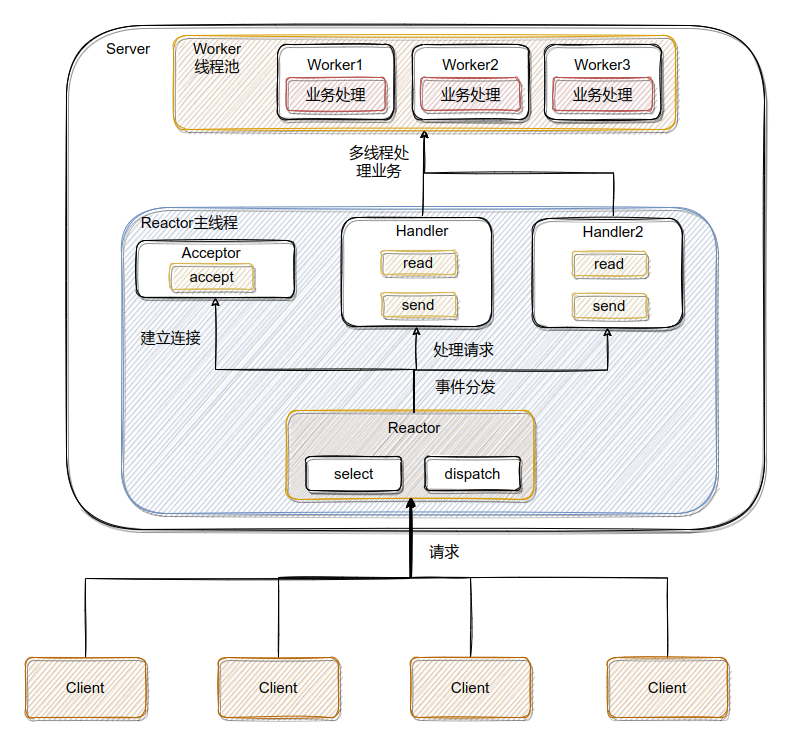 Server
Worker
线程池
Worker1
业务处理
Worker2
业务处理
Worker3
业务处理
多线程处
理业务
Reactor主线程
Acceptor
accept
Handler
read
send
Handler2
read
send
建立连接
处理请求
事件分发
Reactor
select
dispatch
请求
Client
Client
Client
Client